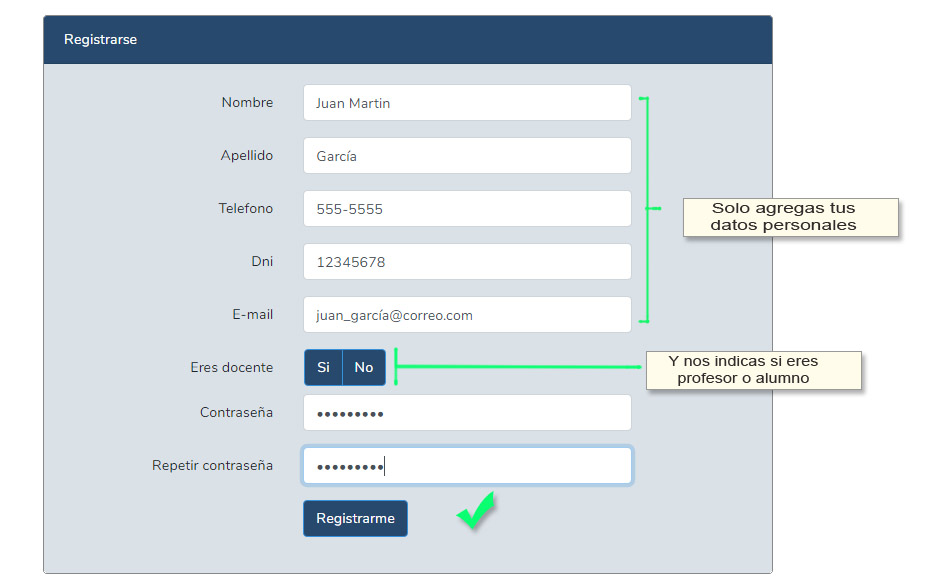 Registrarse
Nombre Juan Martin
Apellido García
Telefono 555-5555
Solo agregas tus
datos personales
Dni 12345678
E-mail juan_garcía@correo.com
Eres docente Si No
Y nos indicas si eres
profesor o alumno
Contraseña •••••••••
Repetir contraseña •••••••••
Registrarme